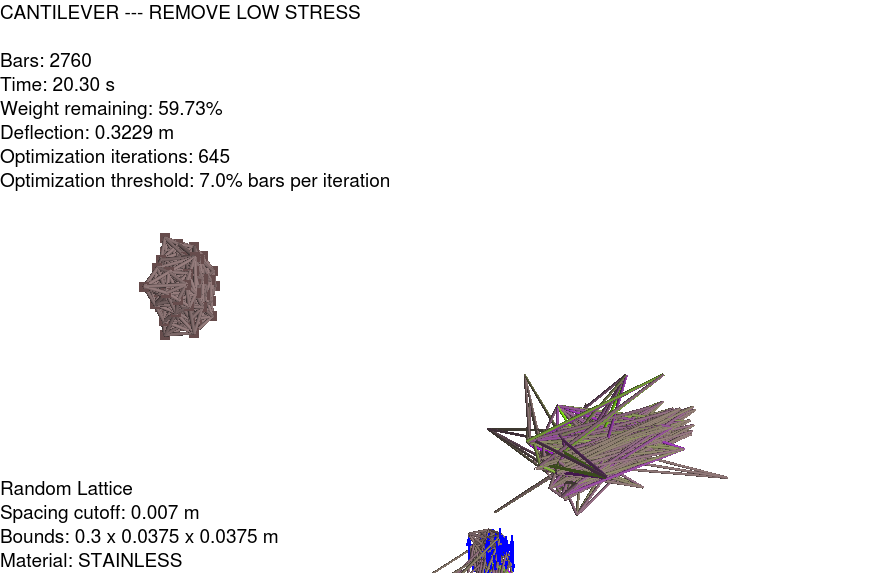 CANTILEVER --- REMOVE LOW STRESS
Bars: 2760
Time: 20.30 s
Weight remaining: 59.73%
Deflection: 0.3229 m
Optimization iterations: 645
Optimization threshold: 7.0% bars per iteration
Random Lattice
Spacing cutoff: 0.007 m
Bounds: 0.3 x 0.0375 x 0.0375 m
Material: STAINLESS